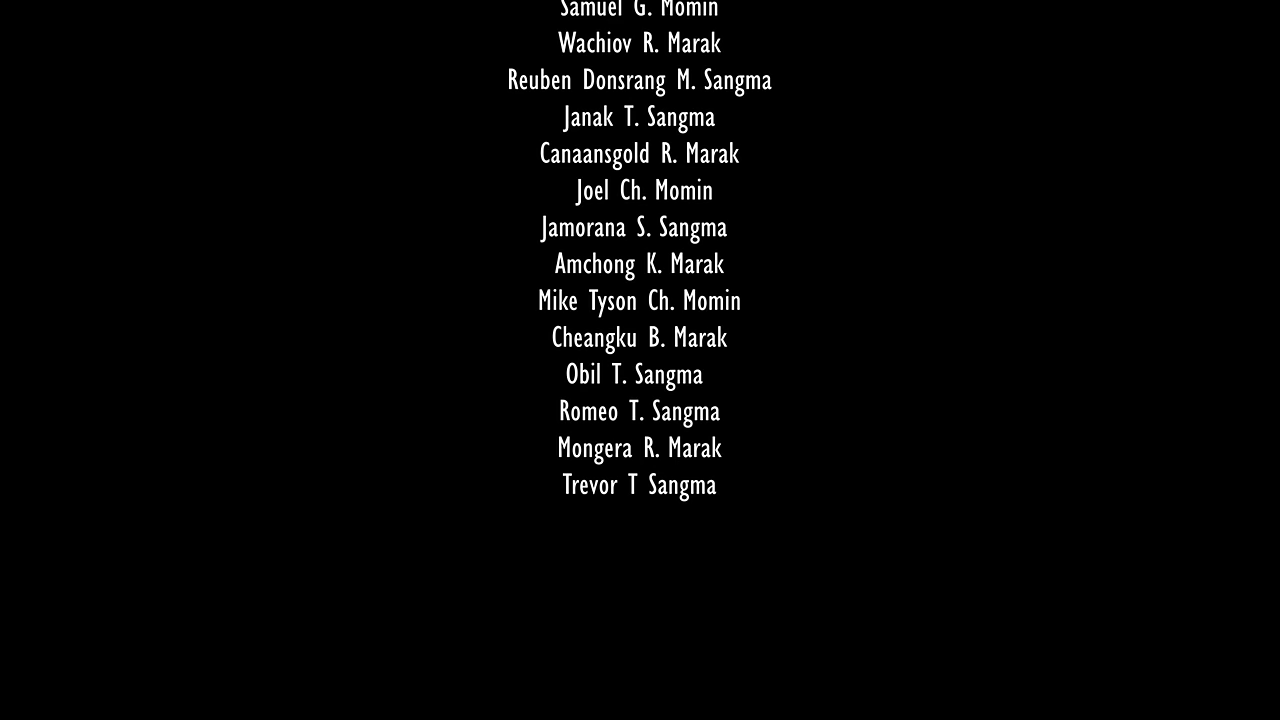 Samuel G. Momin
Wachiov R. Marak
Reuben Donsrang M. Sangma
Janak T. Sangma
Canaansgold R. Marak
Joel Ch. Momin
Jamorana S. Sangma
Amchong K. Marak
Mike Tyson Ch. Momin
Cheangku B. Marak
Obil T. Sangma
Romeo T. Sangma
Mongera R. Marak
Trevor T Sangma